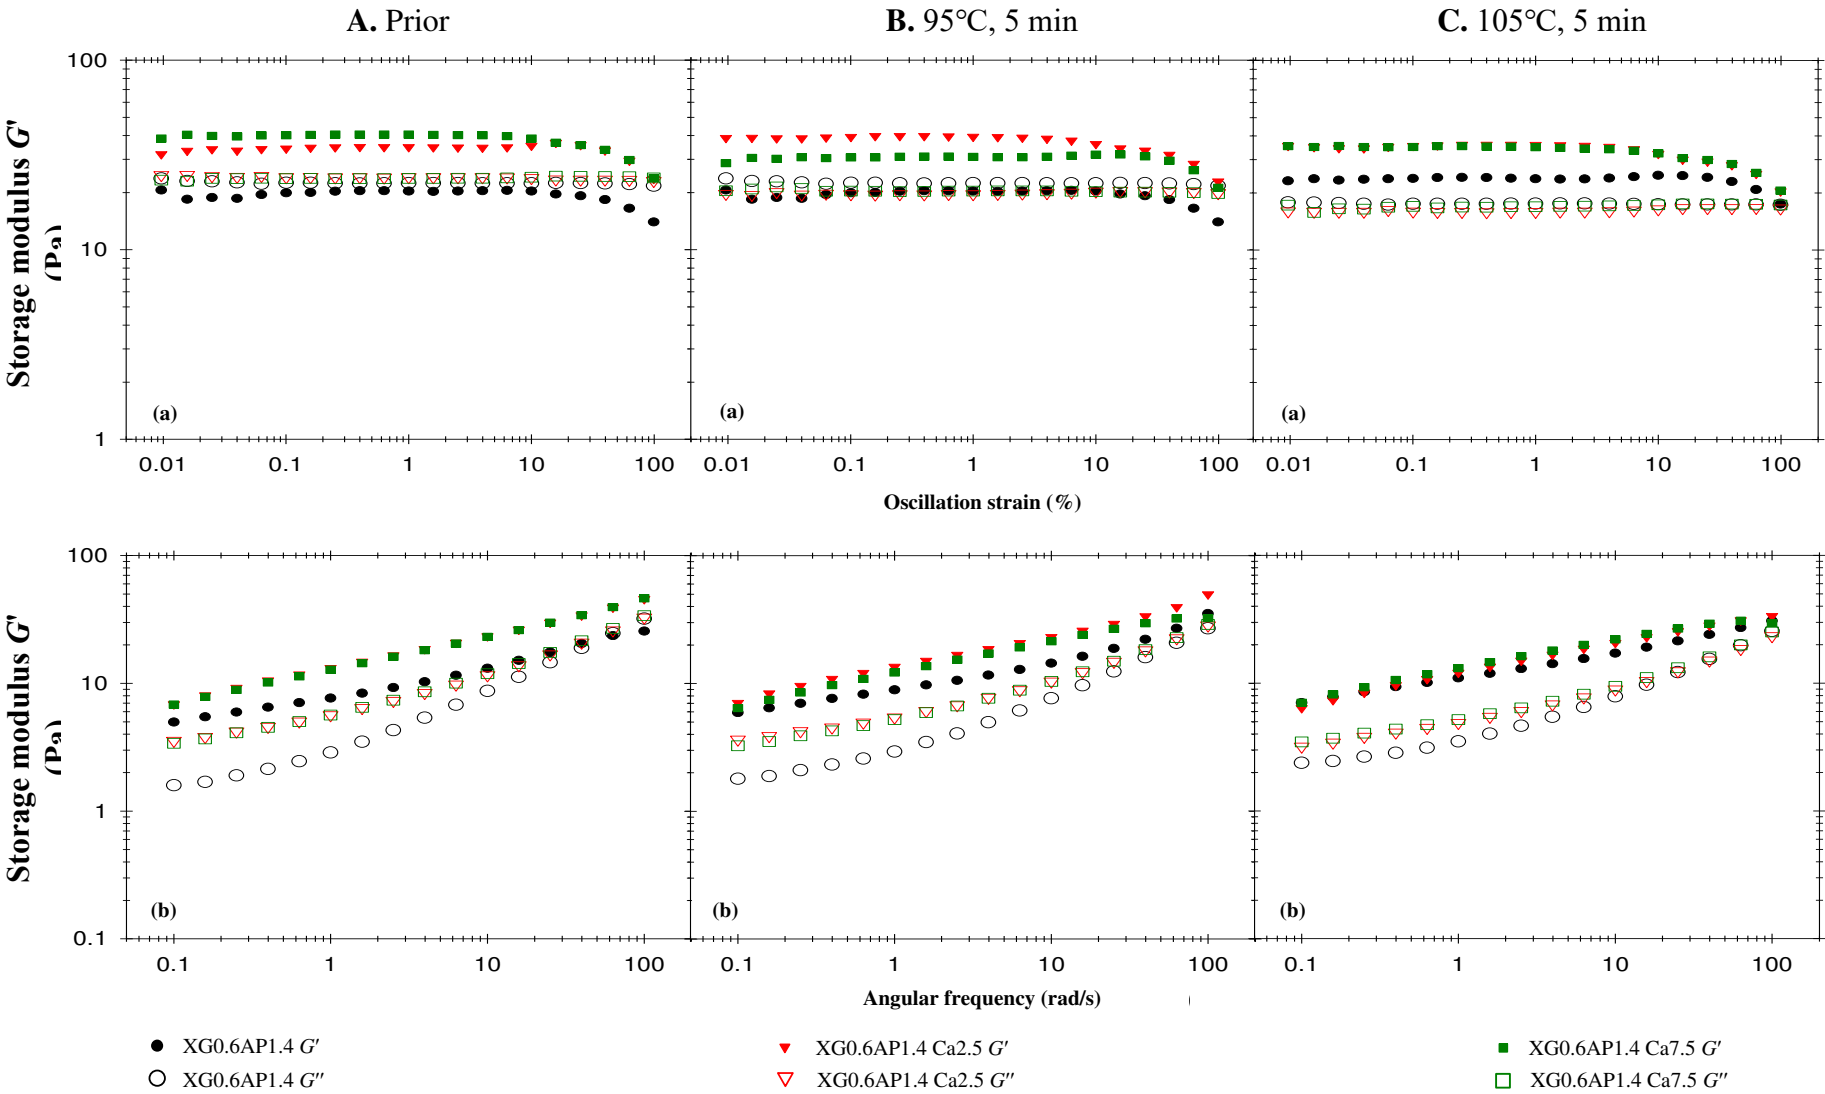 A. Prior
B. 95°C, 5 min
C. 105°C, 5 min
Storage modulus G'
(Pa)
100
10
1
(a)
(a)
(a)
0.01 0.1 1 10 100
0.01 0.1 1 10 100
0.01 0.1 1 10 100
Oscillation strain (%)
Storage modulus G'
(Pa)
100
10
1
0.1
(b)
(b)
(b)
0.1 1 10 100
0.1 1 10 100
0.1 1 10 100
Angular frequency (rad/s)
XG0.6AP1.4 G'
XG0.6AP1.4 Ca2.5 G'
XG0.6AP1.4 Ca7.5 G'
XG0.6AP1.4 G''
XG0.6AP1.4 Ca2.5 G''
XG0.6AP1.4 Ca7.5 G''